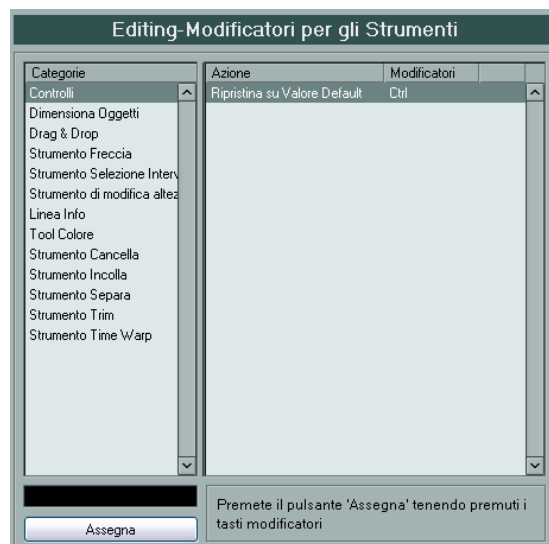 Editing-Modificatori per gli Strumenti
Categorie
Controlli
Dimensiona Oggetti
Drag & Drop
Strumento Freccia
Strumento Selezione Interv
Strumento di modifica altez
Linea Info
Tool Colore
Strumento Cancella
Strumento Incolla
Strumento Separa
Strumento Trim
Strumento Time Warp
Azione Modificatori
Ripristina su Valore Default Ctrl
Assegna
Premete il pulsante 'Assegna' tenendo premuti i
tasti modificatori